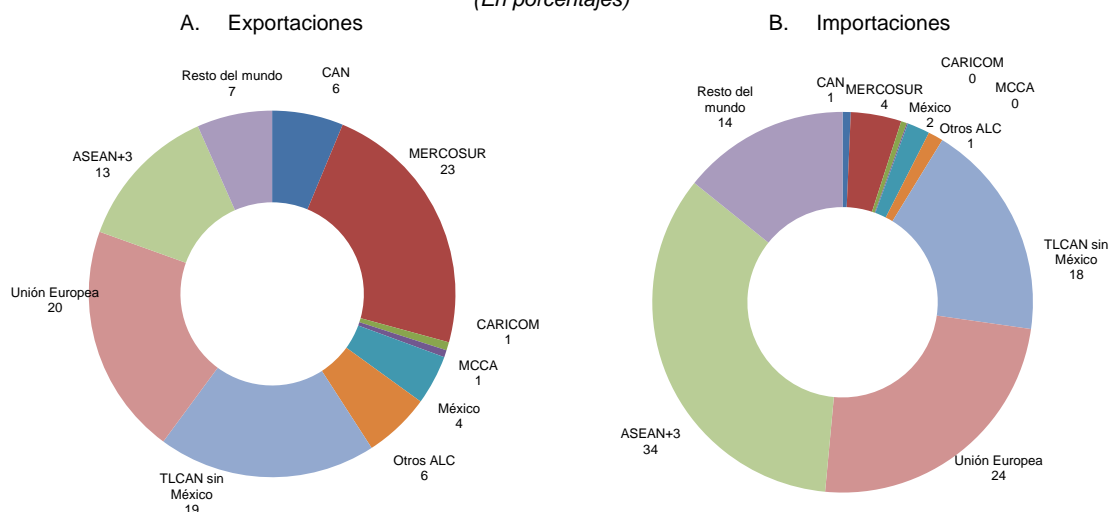 (En porcentajes)
A. Exportaciones
Resto del mundo
7
CAN
6
MERCOSUR
23
CARICOM
1
MCCA
1
México
4
Otros ALC
6
TLCAN sin
México
19
Unión Europea
20
ASEAN+3
13
B. Importaciones
CAN
1
MERCOSUR
4
CARICOM
0
MCCA
0
México
2
Otros ALC
1
TLCAN sin
México
18
Unión Europea
24
ASEAN+3
34
Resto del
mundo
14